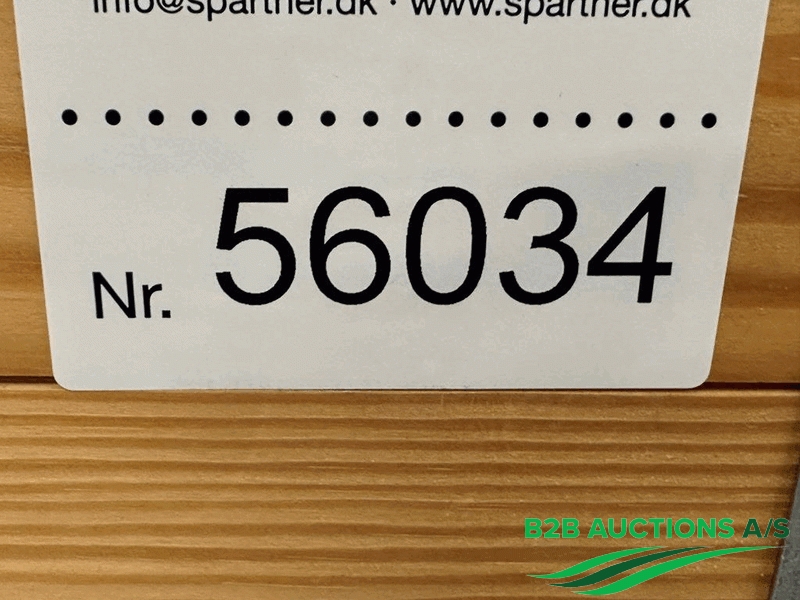 info@spartner.dk · www.spartner.dk
Nr. 56034
B2B AUCTIONS A/S